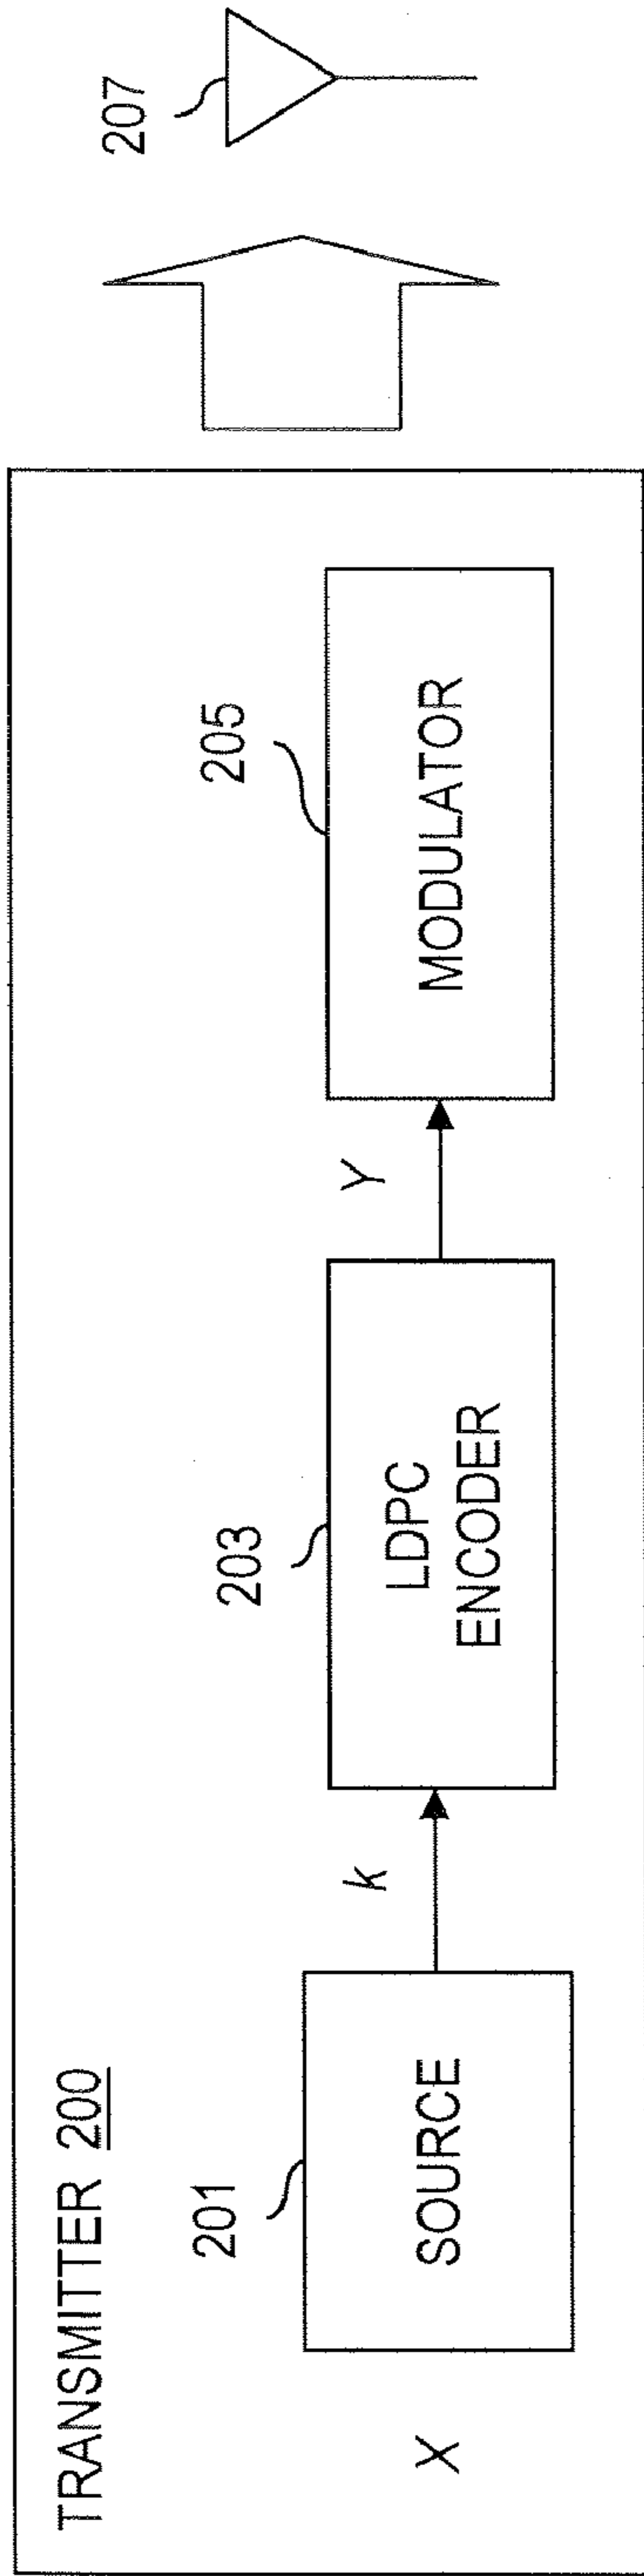 TRANSMITTER 200
X
201
SOURCE
k
203
LDPC
ENCODER
Y
205
MODULATOR
207